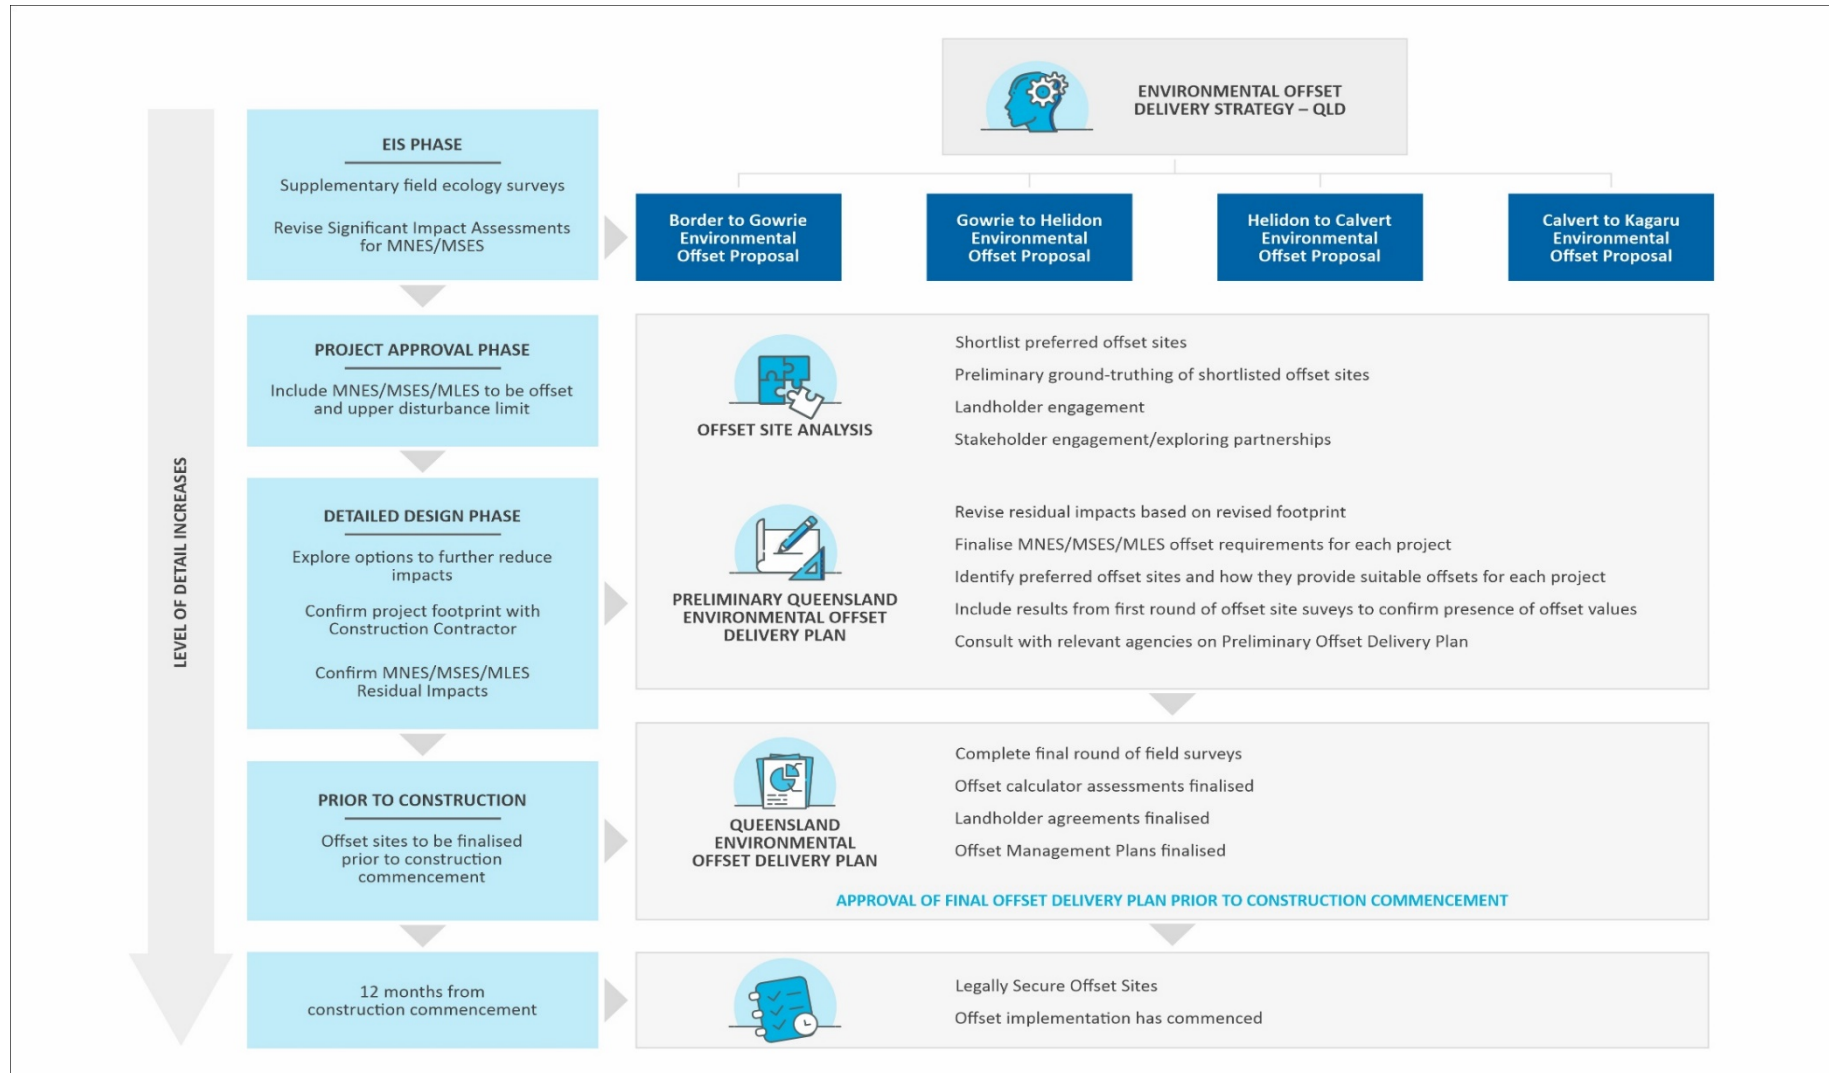 ENVIRONMENTAL OFFSET
DELIVERY STRATEGY – QLD
LEVEL OF DETAIL INCREASES
EIS PHASE
Supplementary field ecology surveys
Revise Significant Impact Assessments
for MNES/MSES
Border to Gowrie
Environmental
Offset Proposal
Gowrie to Helidon
Environmental
Offset Proposal
Helidon to Calvert
Environmental
Offset Proposal
Calvert to Kagaru
Environmental
Offset Proposal
PROJECT APPROVAL PHASE
Include MNES/MSES/MLES to be offset
and upper disturbance limit
DETAILED DESIGN PHASE
Explore options to further reduce
impacts
Confirm project footprint with
Construction Contractor
Confirm MNES/MSES/MLES
Residual Impacts
OFFSET SITE ANALYSIS
Shortlist preferred offset sites
Preliminary ground-truthing of shortlisted offset sites
Landholder engagement
Stakeholder engagement/exploring partnerships
PRELIMINARY QUEENSLAND
ENVIRONMENTAL OFFSET
DELIVERY PLAN
Revise residual impacts based on revised footprint
Finalise MNES/MSES/MLES offset requirements for each project
Identify preferred offset sites and how they provide suitable offsets for each project
Include results from first round of offset site suveys to confirm presence of offset values
Consult with relevant agencies on Preliminary Offset Delivery Plan
PRIOR TO CONSTRUCTION
Offset sites to be finalised
prior to construction
commencement
QUEENSLAND
ENVIRONMENTAL
OFFSET DELIVERY PLAN
Complete final round of field surveys
Offset calculator assessments finalised
Landholder agreements finalised
Offset Management Plans finalised
APPROVAL OF FINAL OFFSET DELIVERY PLAN PRIOR TO CONSTRUCTION COMMENCEMENT
12 months from
construction commencement
Legally Secure Offset Sites
Offset implementation has commenced